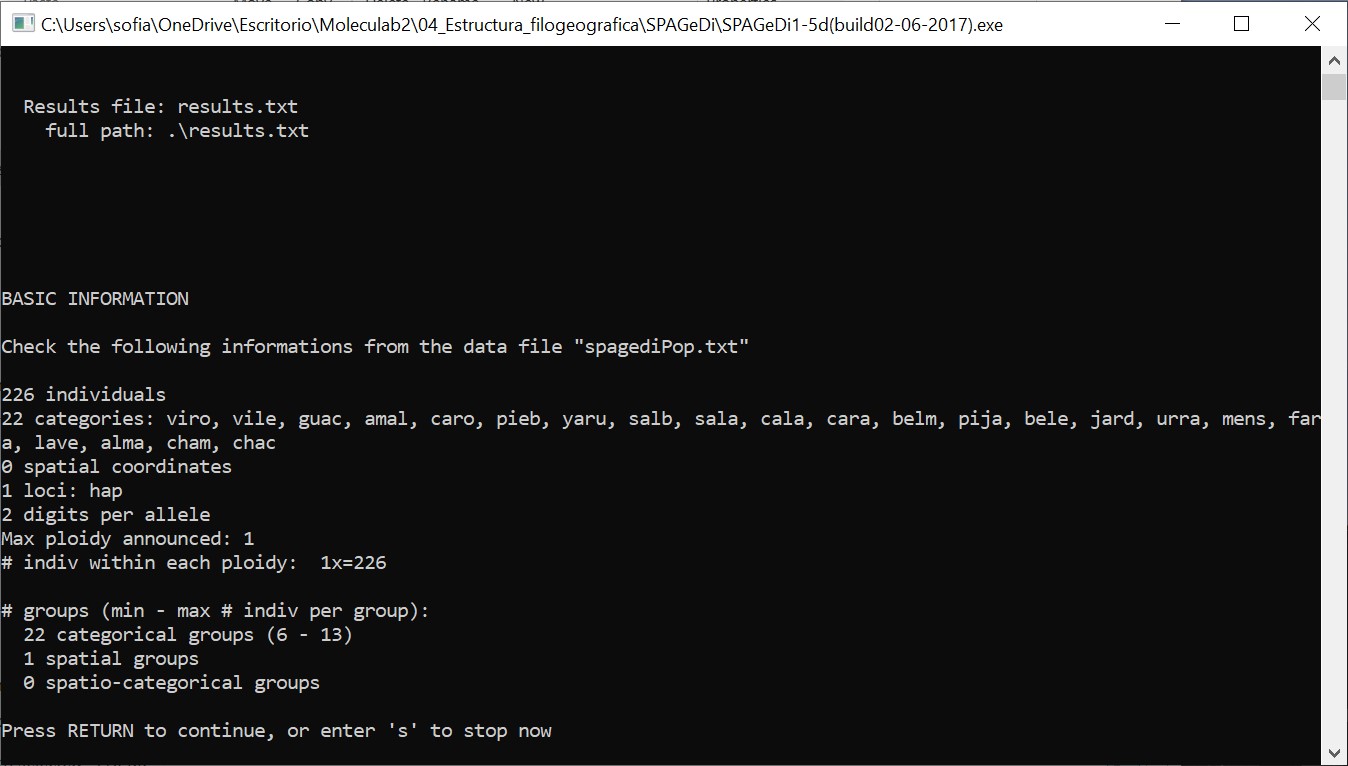 C:\Users\sofia\OneDrive\Escritorio\Moleculab2\04_Estructura_filogeografica\SPAGeDi\SPAGeDi1-5d(build02-06-2017).exe
Results file: results.txt
full path: .\results.txt
BASIC INFORMATION
Check the following informations from the data file "spagediPop.txt"
226 individuals
22 categories: viro, vile, guac, amal, caro, pieb, yaru, salb, sala, cala, cara, belm, pija, bele, jard, urra, mens, far
a, lave, alma, cham, chac
0 spatial coordinates
1 loci: hap
2 digits per allele
Max ploidy announced: 1
# indiv within each ploidy:  1x=226
# groups (min - max # indiv per group):
22 categorical groups (6 - 13)
1 spatial groups
0 spatio-categorical groups
Press RETURN to continue, or enter 's' to stop now